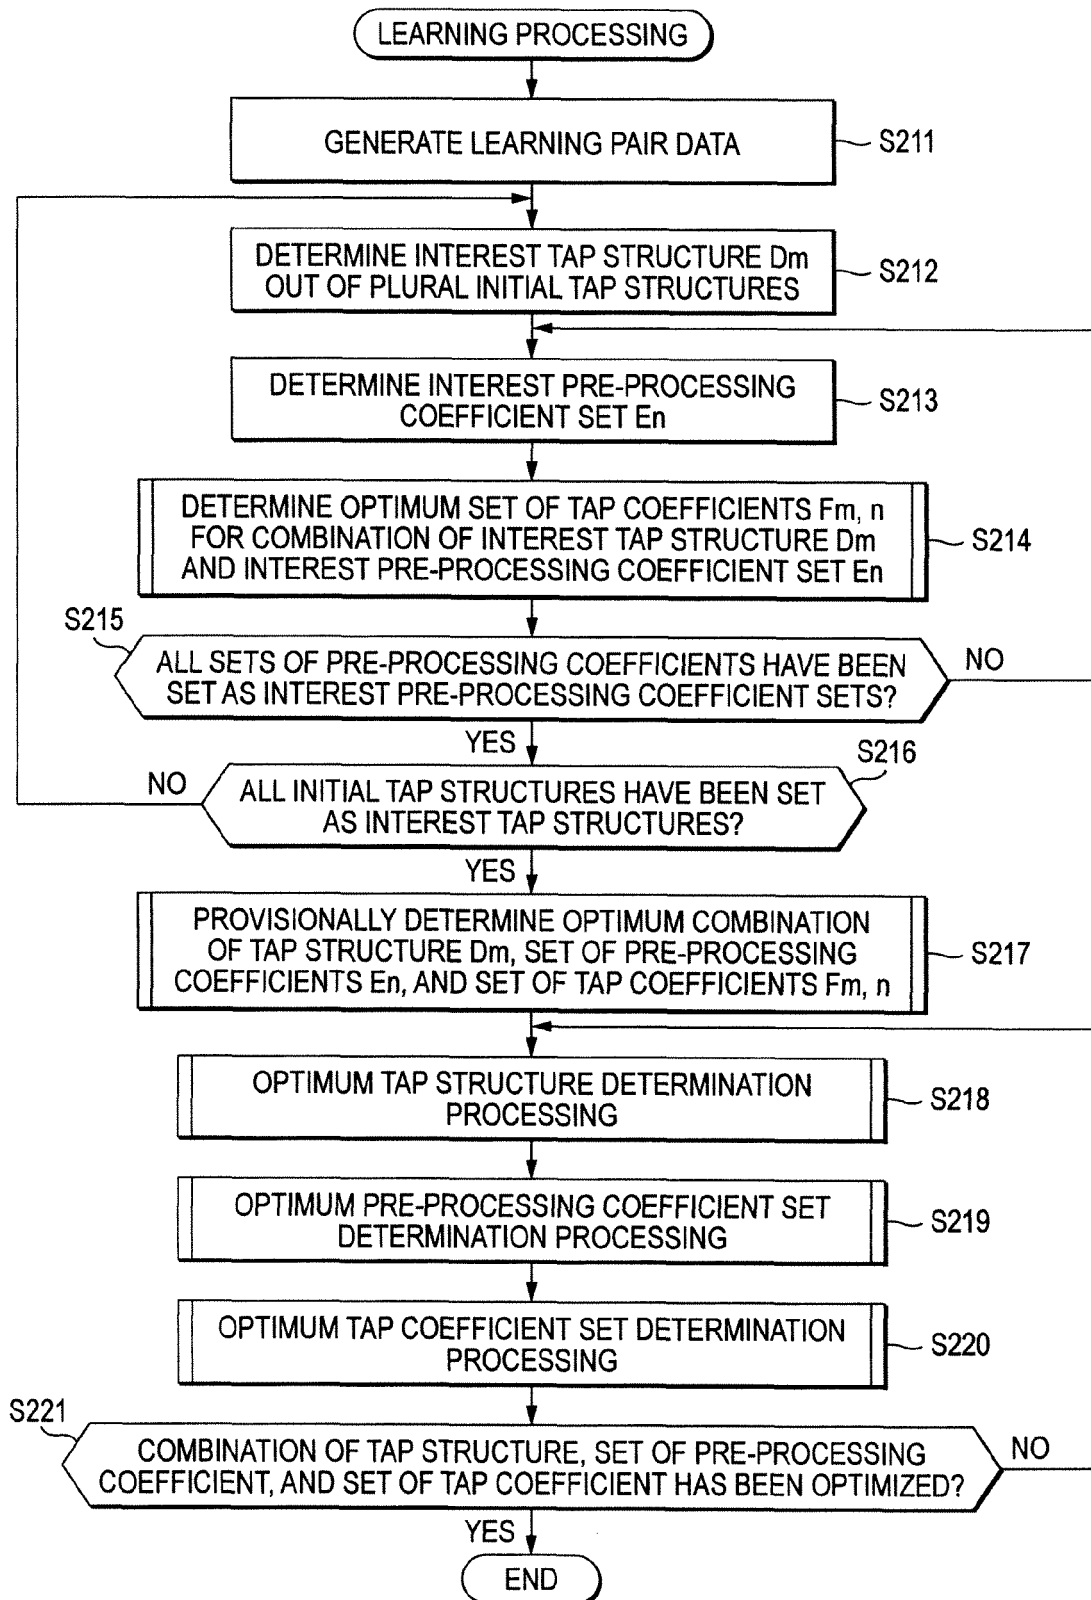 LEARNING PROCESSING
GENERATE LEARNING PAIR DATA
S211
DETERMINE INTEREST TAP STRUCTURE Dm
OUT OF PLURAL INITIAL TAP STRUCTURES
S212
DETERMINE INTEREST PRE-PROCESSING
COEFFICIENT SET En
S213
DETERMINE OPTIMUM SET OF TAP COEFFICIENTS Fm, n
FOR COMBINATION OF INTEREST TAP STRUCTURE Dm
AND INTEREST PRE-PROCESSING COEFFICIENT SET En
S214
S215
ALL SETS OF PRE-PROCESSING COEFFICIENTS HAVE BEEN
SET AS INTEREST PRE-PROCESSING COEFFICIENT SETS?
NO
YES
S216
NO
ALL INITIAL TAP STRUCTURES HAVE BEEN SET
AS INTEREST TAP STRUCTURES?
YES
PROVISIONALLY DETERMINE OPTIMUM COMBINATION
OF TAP STRUCTURE Dm, SET OF PRE-PROCESSING
COEFFICIENTS En, AND SET OF TAP COEFFICIENTS Fm, n
S217
OPTIMUM TAP STRUCTURE DETERMINATION
PROCESSING
S218
OPTIMUM PRE-PROCESSING COEFFICIENT SET
DETERMINATION PROCESSING
S219
OPTIMUM TAP COEFFICIENT SET DETERMINATION
PROCESSING
S220
S221
COMBINATION OF TAP STRUCTURE, SET OF PRE-PROCESSING
COEFFICIENT, AND SET OF TAP COEFFICIENT HAS BEEN OPTIMIZED?
NO
YES
END